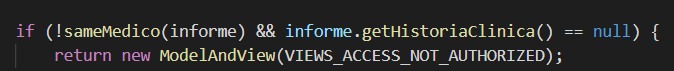 if (!sameMedico(informe) && informe.getHistoriaClinica() == null) {
    return new ModelAndView(VIEWS_ACCESS_NOT_AUTHORIZED);